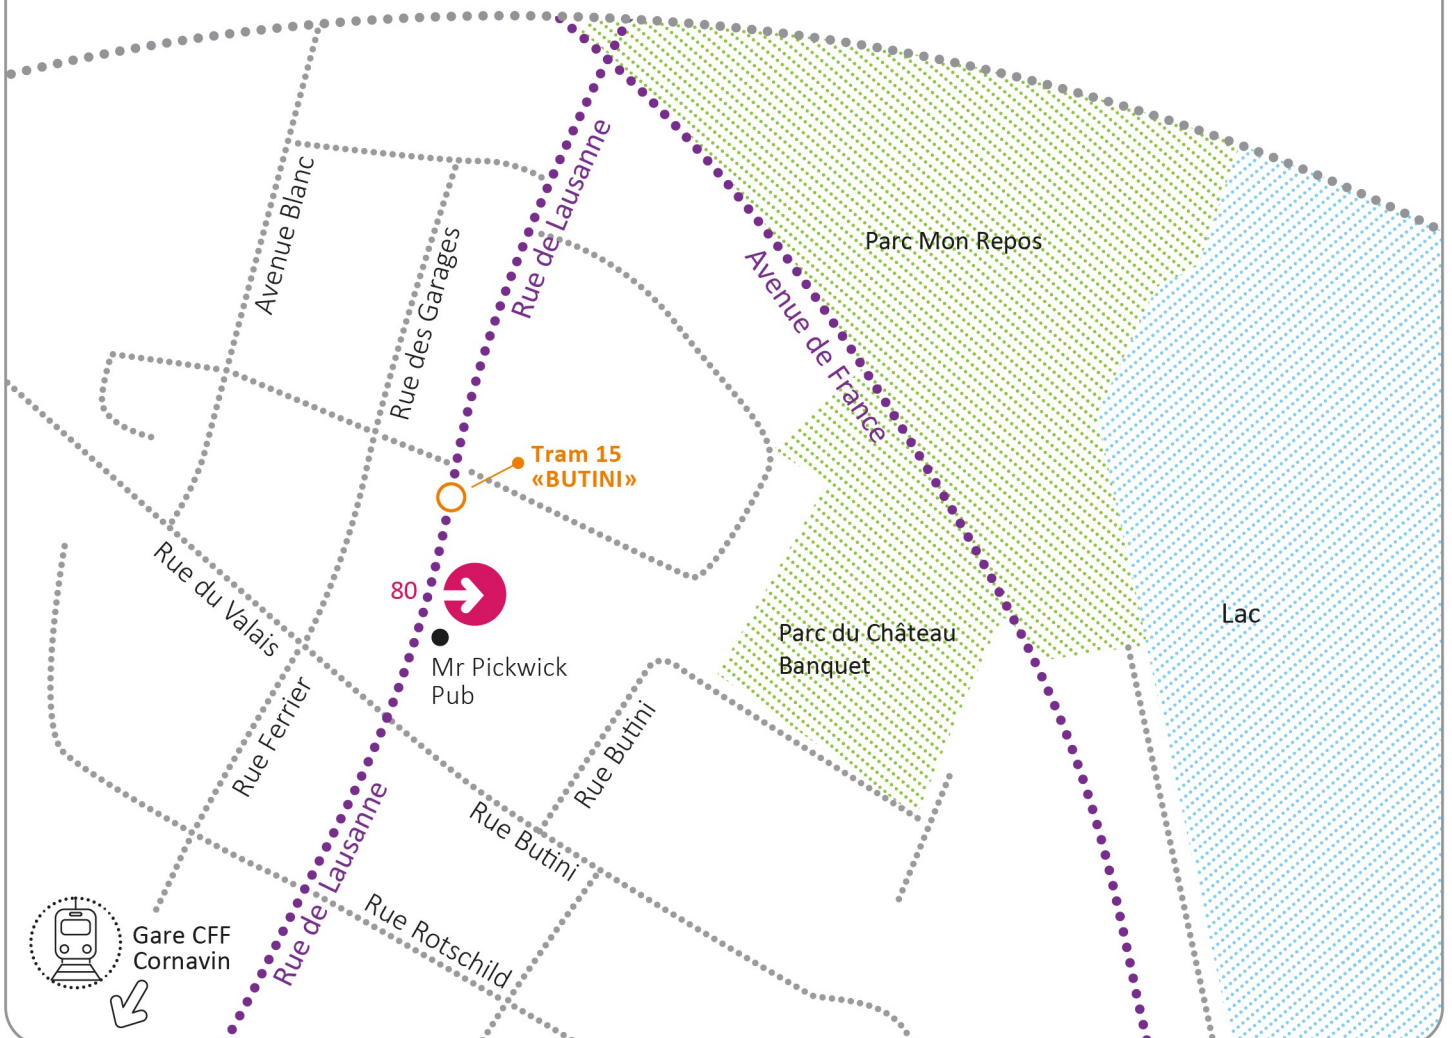 Avenue Blanc
Rue des Garages
Rue de Lausanne
Parc Mon Repos
Avenue de France
Tram 15
«BUTINI»
80
Mr Pickwick
Pub
Rue du Valais
Parc du Château
Banquet
Lac
Rue Ferrier
Rue Butini
Rue Butini
Rue de Lausanne
Rue Rotschild
Gare CFF
Cornavin